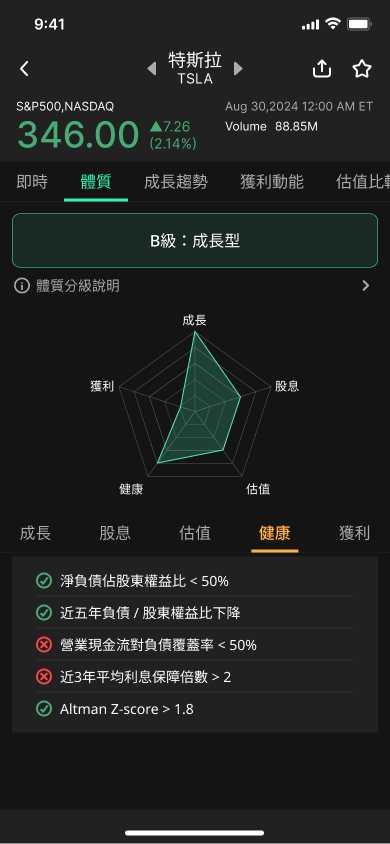 9:41
特斯拉
TSLA
S&P500,NASDAQ
Aug 30,2024 12:00 AM ET
346.00
▲7.26
(2.14%)
Volume 88.85M
即時 體質 成長趨勢 獲利動能 估值比較
B級：成長型
體質分級說明
成長
獲利
股息
健康
估值
成長 股息 估值 健康 獲利
淨負債佔股東權益比 < 50%
近五年負債 / 股東權益比下降
營業現金流對負債覆蓋率 < 50%
近3年平均利息保障倍數 > 2
Altman Z-score > 1.8